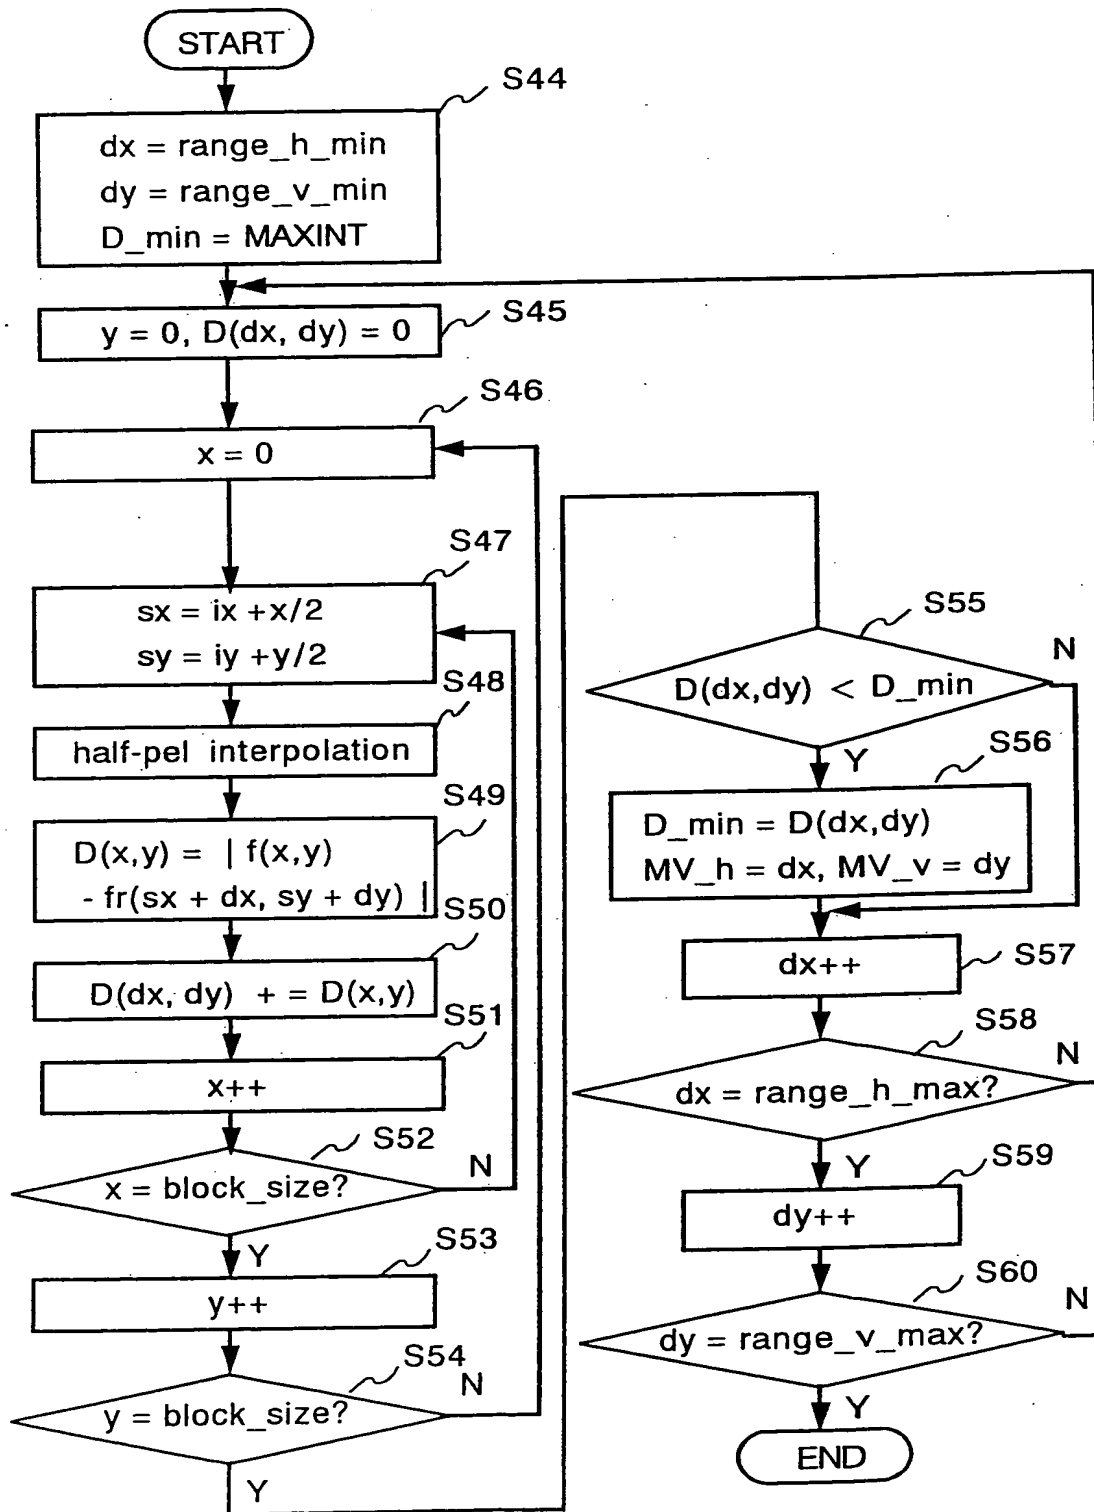 START
S44
dx = range_h_min
dy = range_v_min
D_min = MAXINT
S45
y = 0, D(dx, dy) = 0
S46
x = 0
S47
sx = ix +x/2
sy = iy +y/2
S48
half-pel interpolation
S49
D(x,y) = | f(x,y)
- fr(sx + dx, sy + dy) |
S50
D(dx, dy) + = D(x,y)
S51
x++
S52
x = block_size?
N
Y
S53
y++
S54
y = block_size?
N
Y
S55
D(dx,dy) < D_min
N
Y
S56
D_min = D(dx,dy)
MV_h = dx, MV_v = dy
S57
dx++
S58
dx = range_h_max?
N
Y
S59
dy++
S60
dy = range_v_max?
N
Y
END